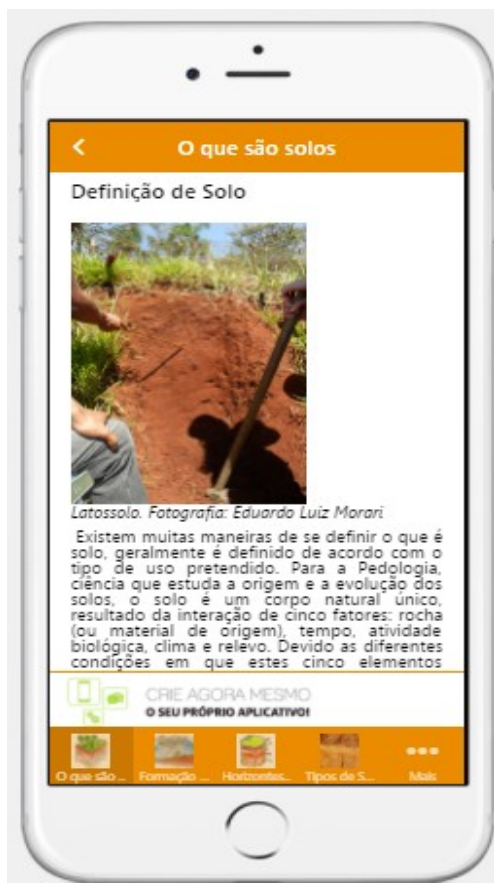 O que são solos
Definição de Solo
Latossolo. Fotografia: Eduardo Luiz Morari
Existem muitas maneiras de se definir o que é
solo, geralmente é definido de acordo com o
tipo de uso pretendido. Para a Pedologia,
ciência que estuda a origem e a evolução dos
solos, o solo é um corpo natural único,
resultado da interação de cinco fatores: rocha
(ou material de origem), tempo, atividade
biológica, clima e relevo. Devido as diferentes
condições em que estes cinco elementos
CRIE AGORA MESMO
O SEU PRÓPRIO APLICATIVO!
O que são ... Formação ... Horizontes... Tipos de S... Mais